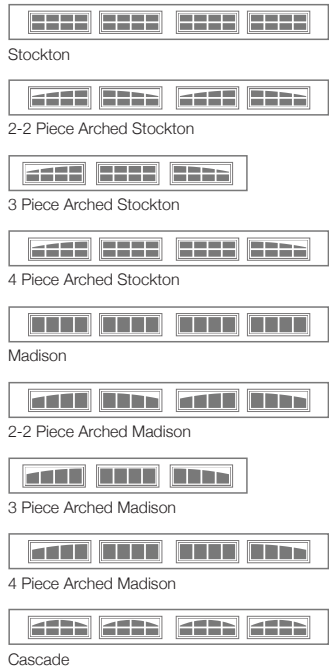 Stockton
2-2 Piece Arched Stockton
3 Piece Arched Stockton
4 Piece Arched Stockton
Madison
2-2 Piece Arched Madison
3 Piece Arched Madison
4 Piece Arched Madison
Cascade